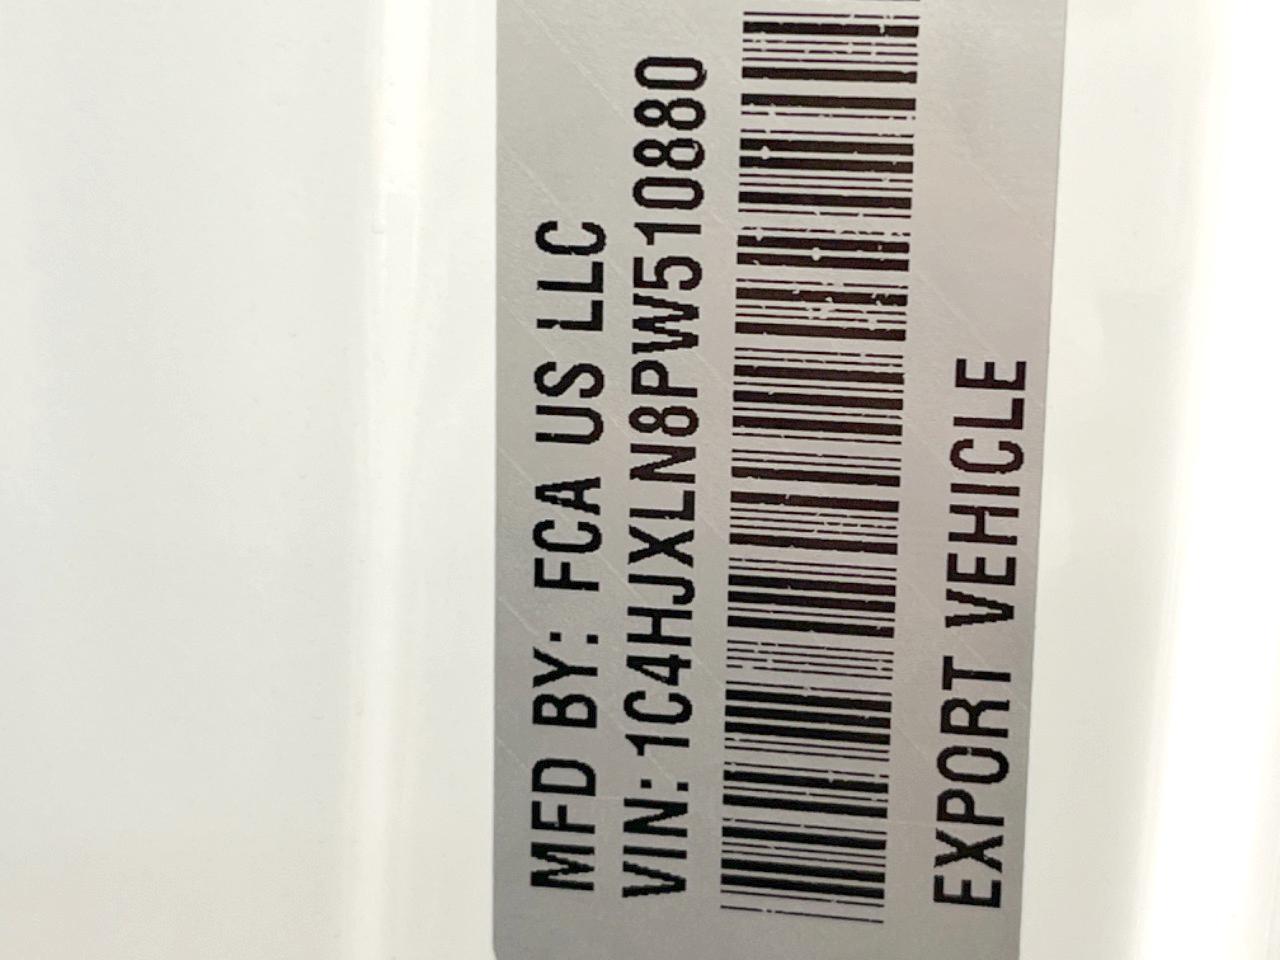 MFD BY: FCA US LLC
VIN: 1C4HJXLN8PW510880
EXPORT VEHICLE